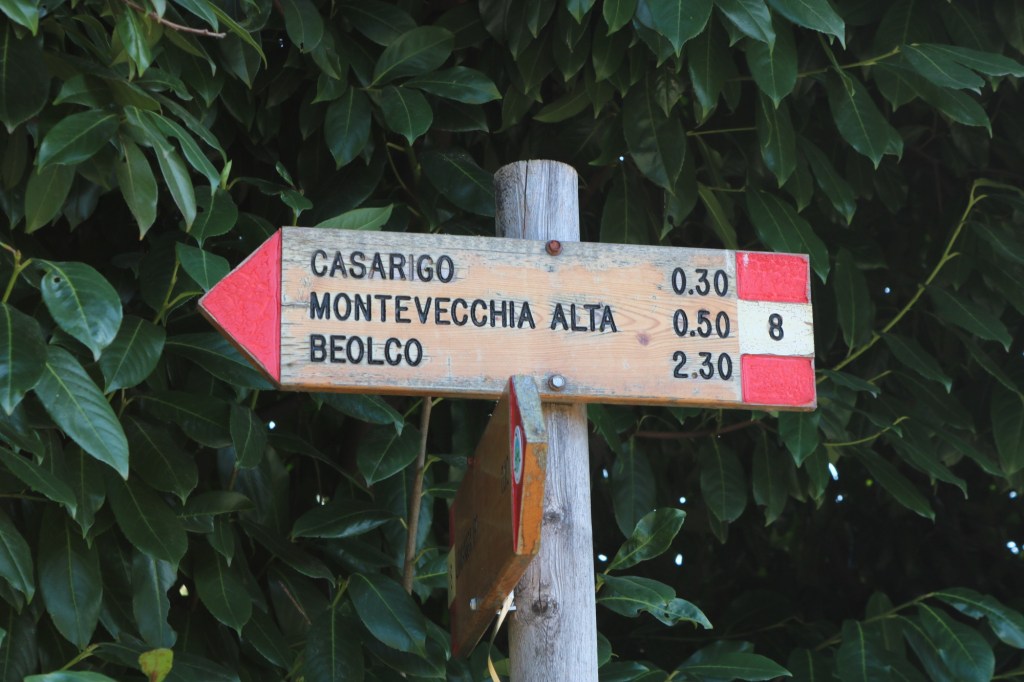 CASARIGO 0.30
MONTEVECCHIA ALTA 0.50 8
BEOLCO 2.30